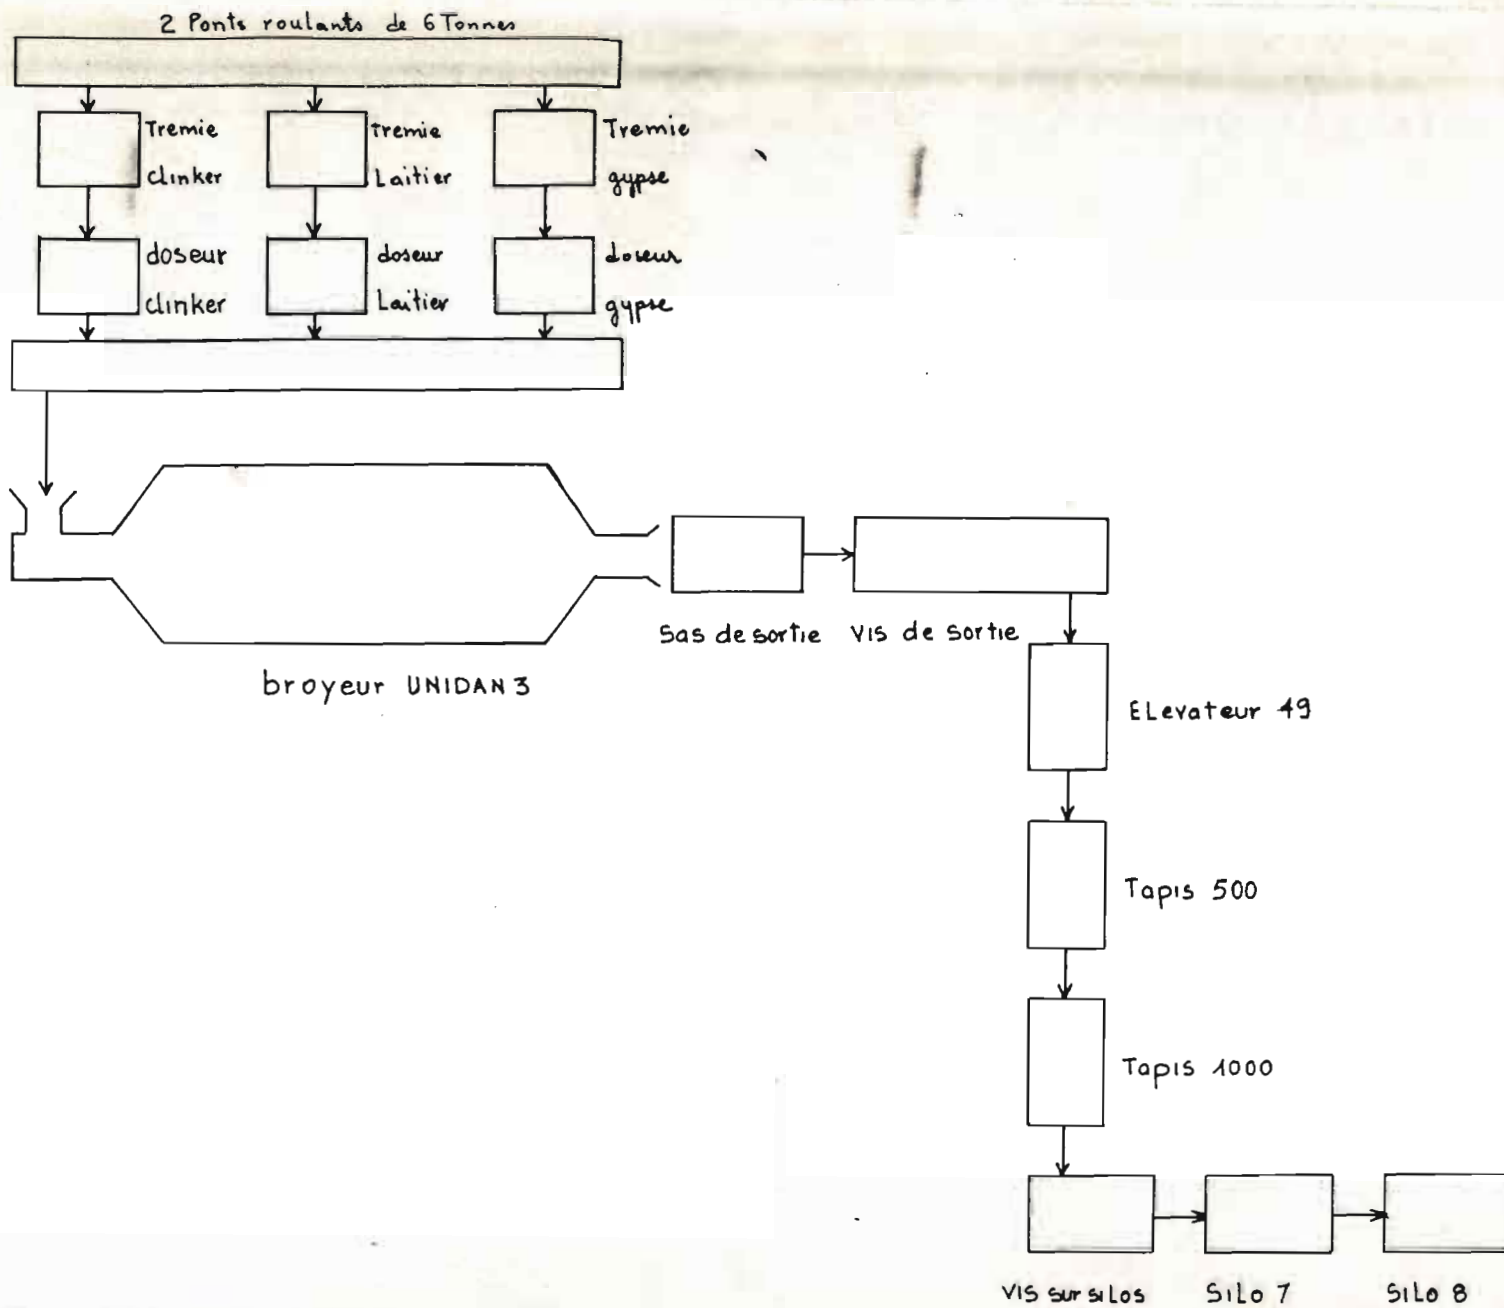 2 Ponts roulants de 6 Tonnes
Tremie
clinker
tremie
Laitier
Tremie
gypse
doseur
clinker
doseur
Laitier
doseur
gypse
Sas de sortie
Vis de sortie
broyeur UNIDAN 3
ELevateur 49
Tapis 500
Tapis 1000
Vis sur siLos
SiLo 7
SiLo 8